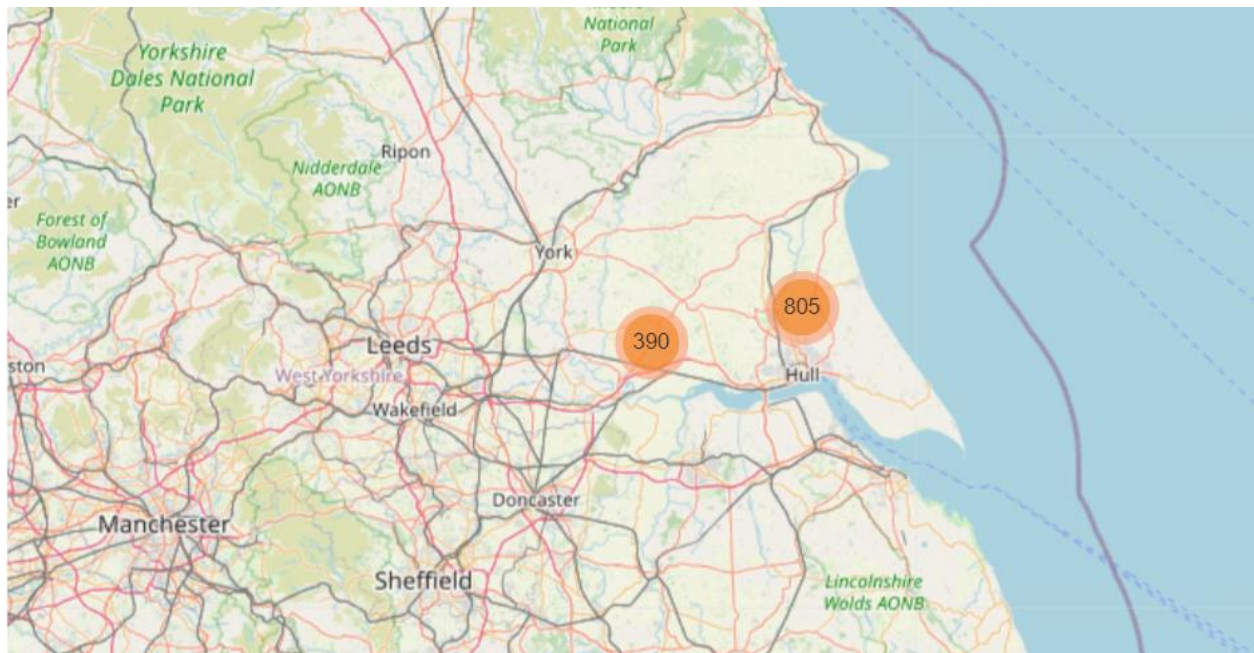 National
Park
Yorkshire
Dales National
Park
Ripon
Nidderdale
AONB
er
Forest of
Bowland
AONB
York
805
390
Leeds
ston
West Yorkshire
Hull
Wakefield
Doncaster
Manchester
Sheffield
Lincolnshire
Wolds AONB